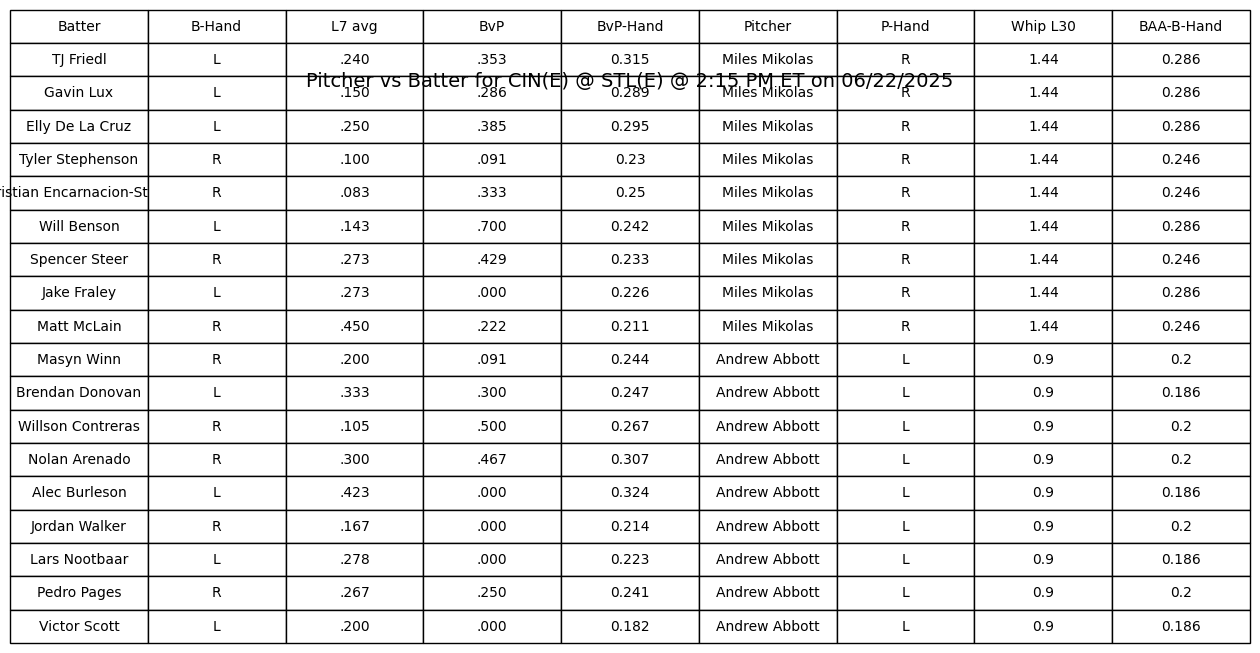 Batter B-Hand L7 avg BvP BvP-Hand Pitcher P-Hand Whip L30 BAA-B-Hand
TJ Friedl L .240 .353 0.315 Miles Mikolas R 1.44 0.286
Pitcher vs Batter for CIN(E) @ STL(E) @ 2:15 PM ET on 06/22/2025
Gavin Lux L .150 .286 0.289 Miles Mikolas R 1.44 0.286
Elly De La Cruz L .250 .385 0.295 Miles Mikolas R 1.44 0.286
Tyler Stephenson R .100 .091 0.23 Miles Mikolas R 1.44 0.246
ristian Encarnacion-St R .083 .333 0.25 Miles Mikolas R 1.44 0.246
Will Benson L .143 .700 0.242 Miles Mikolas R 1.44 0.286
Spencer Steer R .273 .429 0.233 Miles Mikolas R 1.44 0.246
Jake Fraley L .273 .000 0.226 Miles Mikolas R 1.44 0.286
Matt McLain R .450 .222 0.211 Miles Mikolas R 1.44 0.246
Masyn Winn R .200 .091 0.244 Andrew Abbott L 0.9 0.2
Brendan Donovan L .333 .300 0.247 Andrew Abbott L 0.9 0.186
Willson Contreras R .105 .500 0.267 Andrew Abbott L 0.9 0.2
Nolan Arenado R .300 .467 0.307 Andrew Abbott L 0.9 0.2
Alec Burleson L .423 .000 0.324 Andrew Abbott L 0.9 0.186
Jordan Walker R .167 .000 0.214 Andrew Abbott L 0.9 0.2
Lars Nootbaar L .278 .000 0.223 Andrew Abbott L 0.9 0.186
Pedro Pages R .267 .250 0.241 Andrew Abbott L 0.9 0.2
Victor Scott L .200 .000 0.182 Andrew Abbott L 0.9 0.186